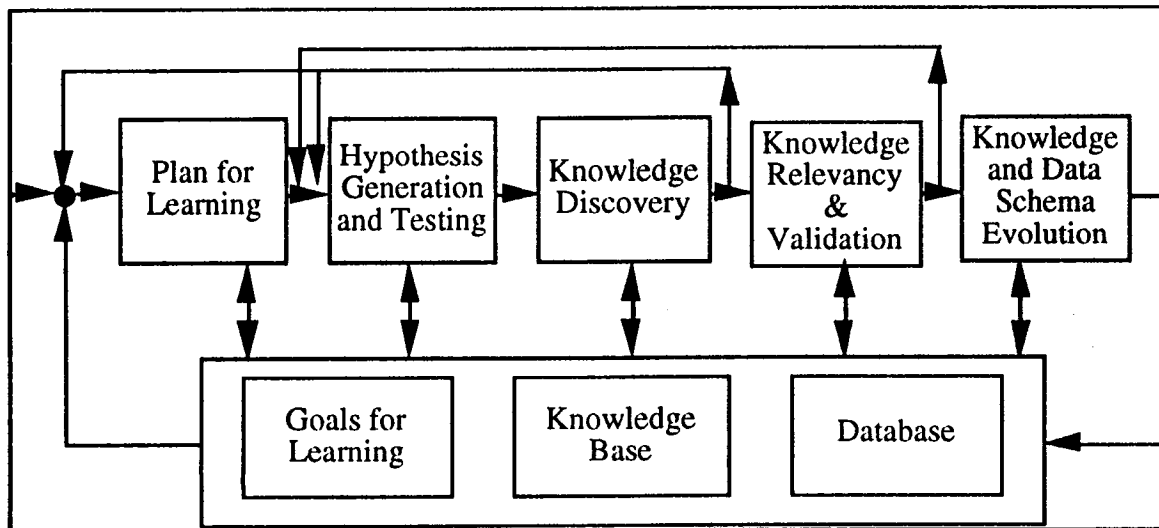 Plan for
Learning
Hypothesis
Generation
and Testing
Knowledge
Discovery
Knowledge
Relevancy
&
Validation
Knowledge
and Data
Schema
Evolution
Goals for
Learning
Knowledge
Base
Database